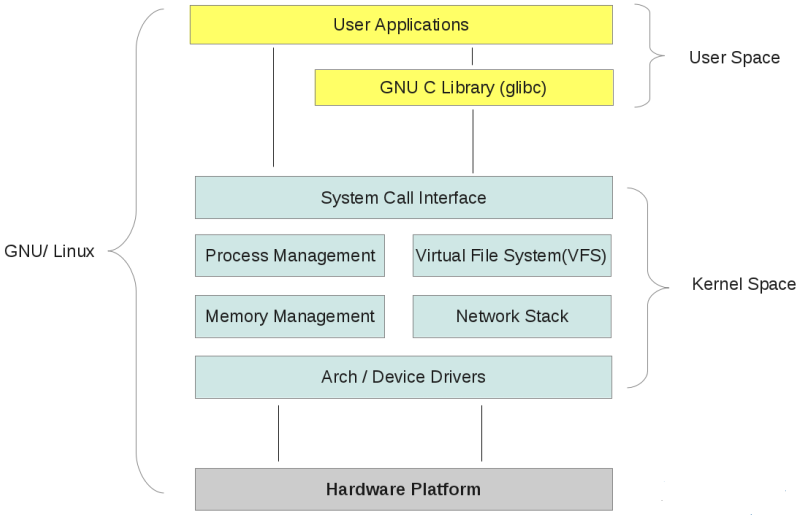 User Applications
User Space
GNU C Library (glibc)
System Call Interface
GNU/ Linux
Process Management
Virtual File System(VFS)
Kernel Space
Memory Management
Network Stack
Arch / Device Drivers
Hardware Platform